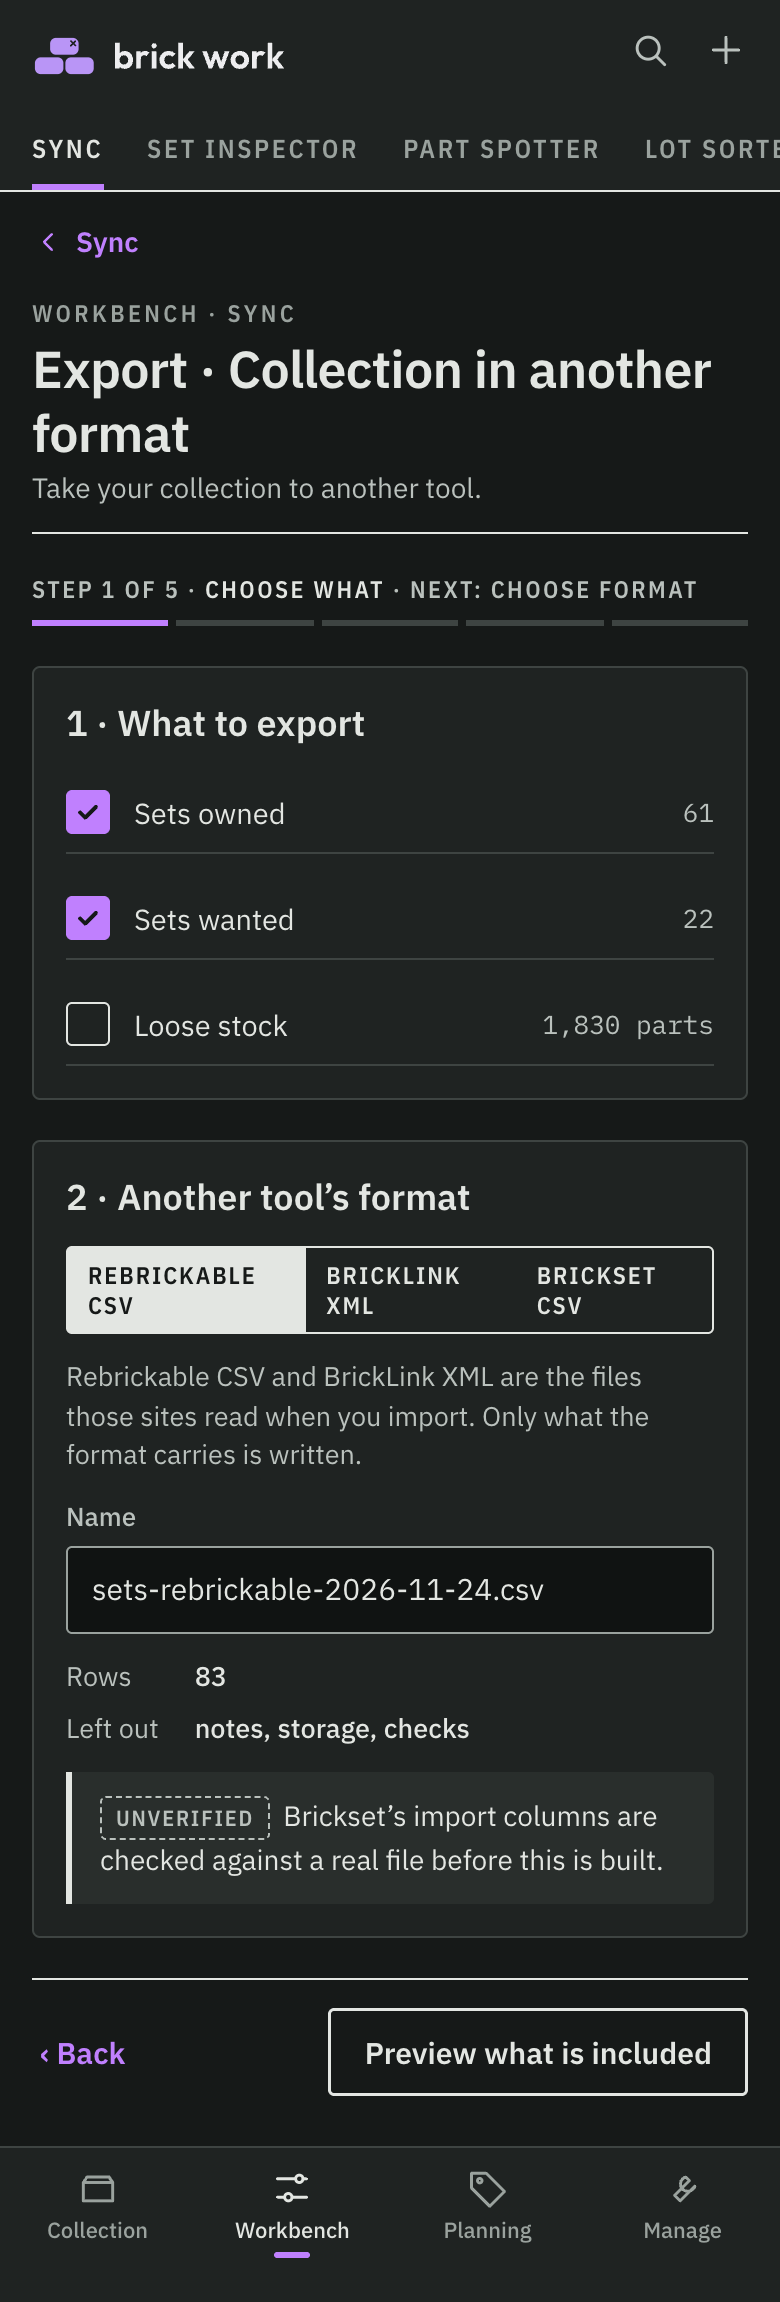 brick work
SYNC SET INSPECTOR PART SPOTTER LOT SORTE
Sync
WORKBENCH · SYNC
Export · Collection in another
format
Take your collection to another tool.
STEP 1 OF 5 · CHOOSE WHAT · NEXT: CHOOSE FORMAT
1 · What to export
Sets owned 61
Sets wanted 22
Loose stock 1,830 parts
2 · Another tool’s format
REBRICKABLE CSV
BRICKLINK XML
BRICKSET CSV
Rebrickable CSV and BrickLink XML are the files
those sites read when you import. Only what the
format carries is written.
Name
sets-rebrickable-2026-11-24.csv
Rows 83
Left out notes, storage, checks
UNVERIFIED Brickset’s import columns are
checked against a real file before this is built.
‹ Back
Preview what is included
Collection Workbench Planning Manage